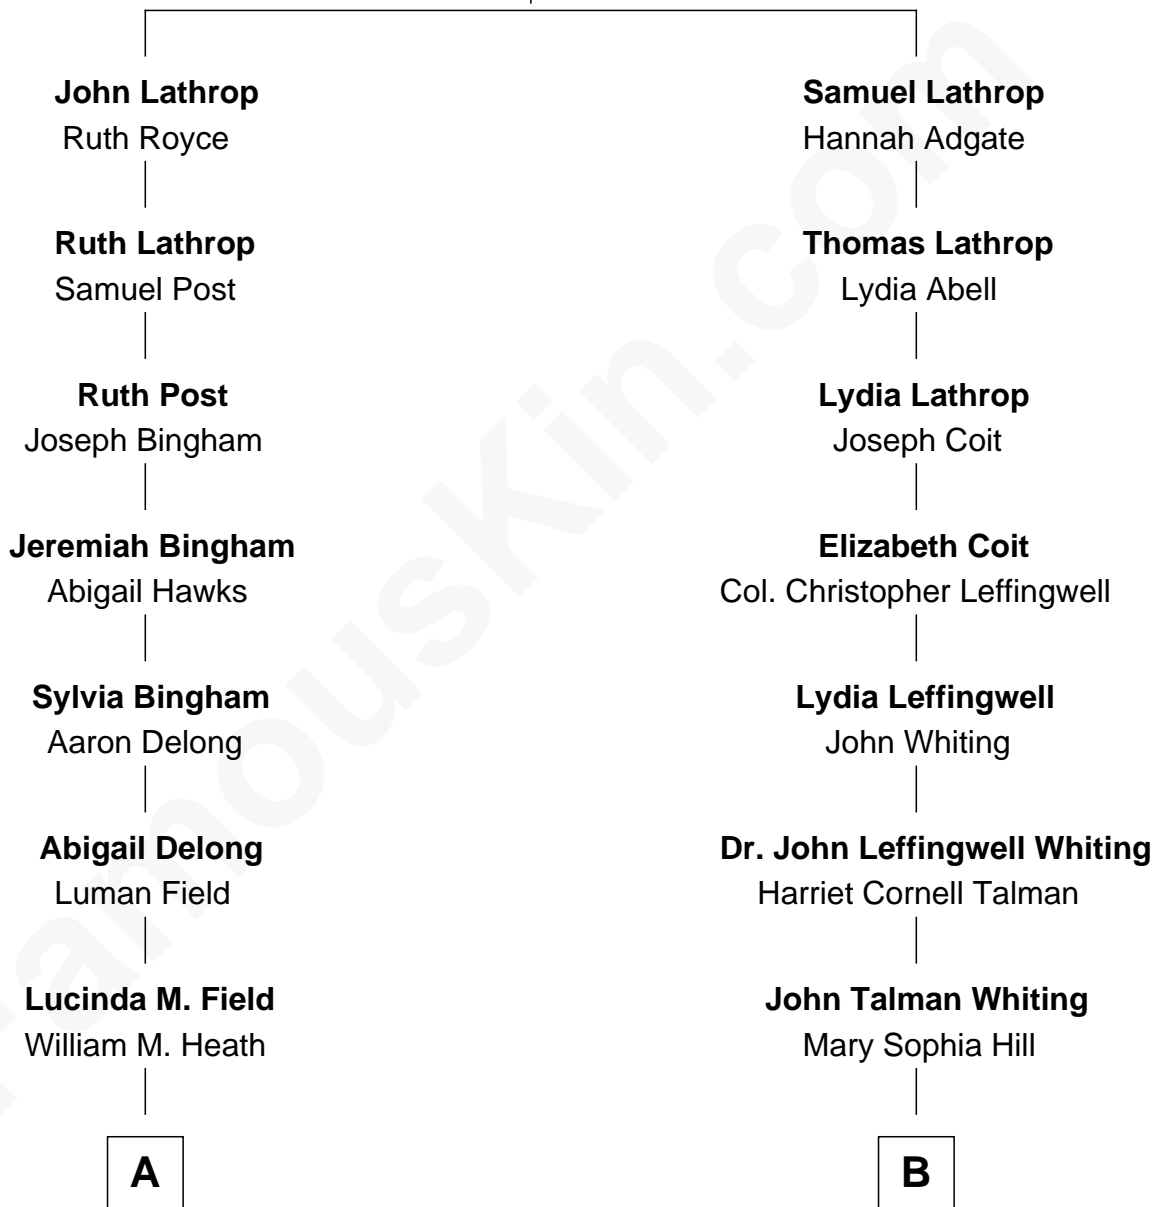 John Lathrop
Ruth Royce
Ruth Lathrop
Samuel Post
Ruth Post
Joseph Bingham
Jeremiah Bingham
Abigail Hawks
Sylvia Bingham
Aaron Delong
Abigail Delong
Luman Field
Lucinda M. Field
William M. Heath
A
Samuel Lathrop
Hannah Adgate
Thomas Lathrop
Lydia Abell
Lydia Lathrop
Joseph Coit
Elizabeth Coit
Col. Christopher Leffingwell
Lydia Leffingwell
John Whiting
Dr. John Leffingwell Whiting
Harriet Cornell Talman
John Talman Whiting
Mary Sophia Hill
B
FamousKin.com